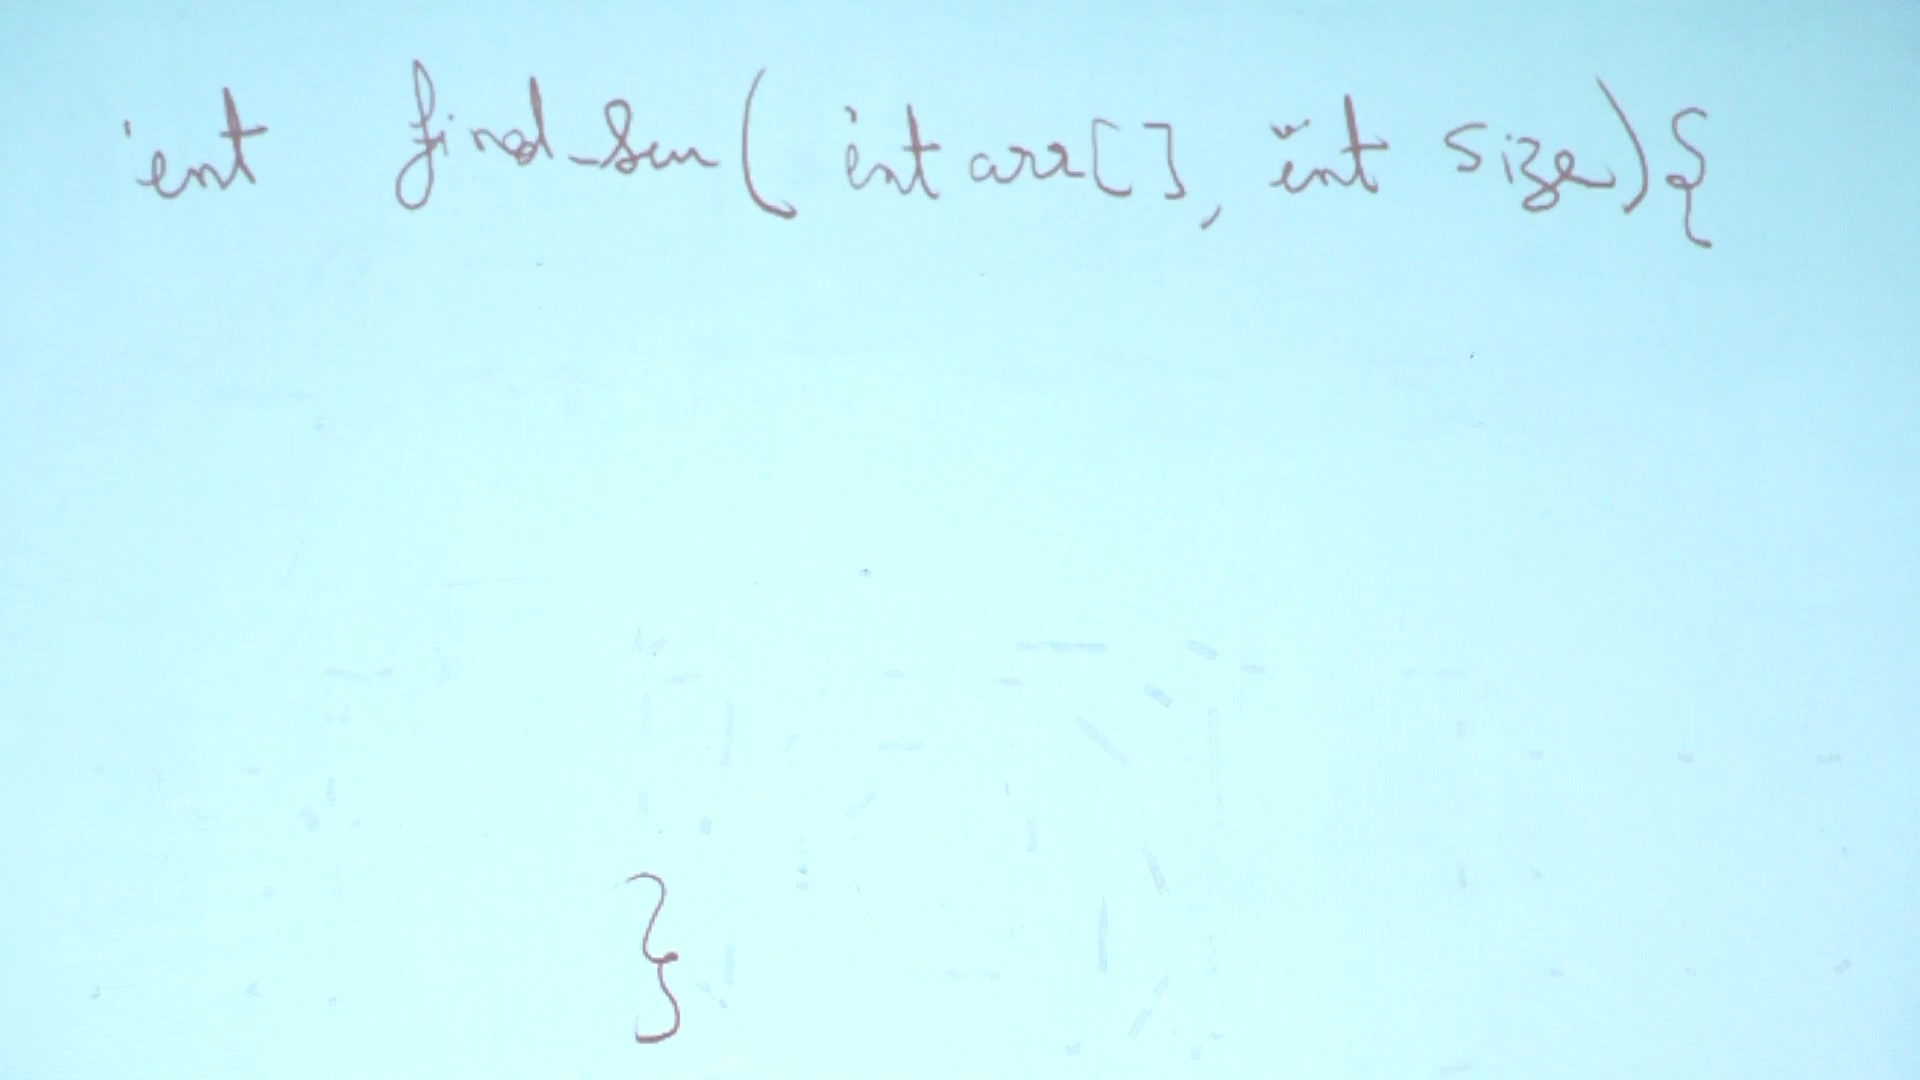 int find_sum( int arr[], int size){
}